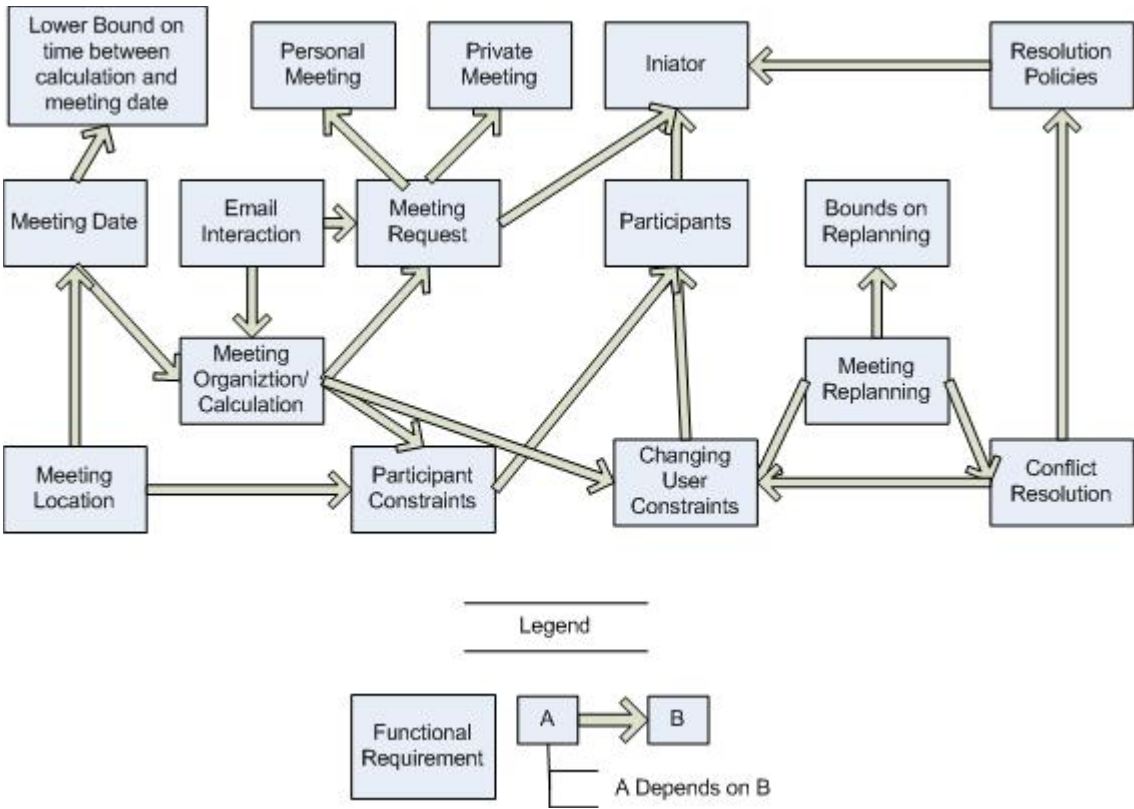 Lower Bound on
time between
calculation and
meeting date
Personal
Meeting
Private
Meeting
Iniator
Resolution
Policies
Meeting Date
Email
Interaction
Meeting
Request
Participants
Bounds on
Replanning
Meeting
Organiztion/
Calculation
Meeting
Replanning
Meeting
Location
Participant
Constraints
Changing
User
Constraints
Conflict
Resolution
Legend
Functional
Requirement
A
B
A Depends on B